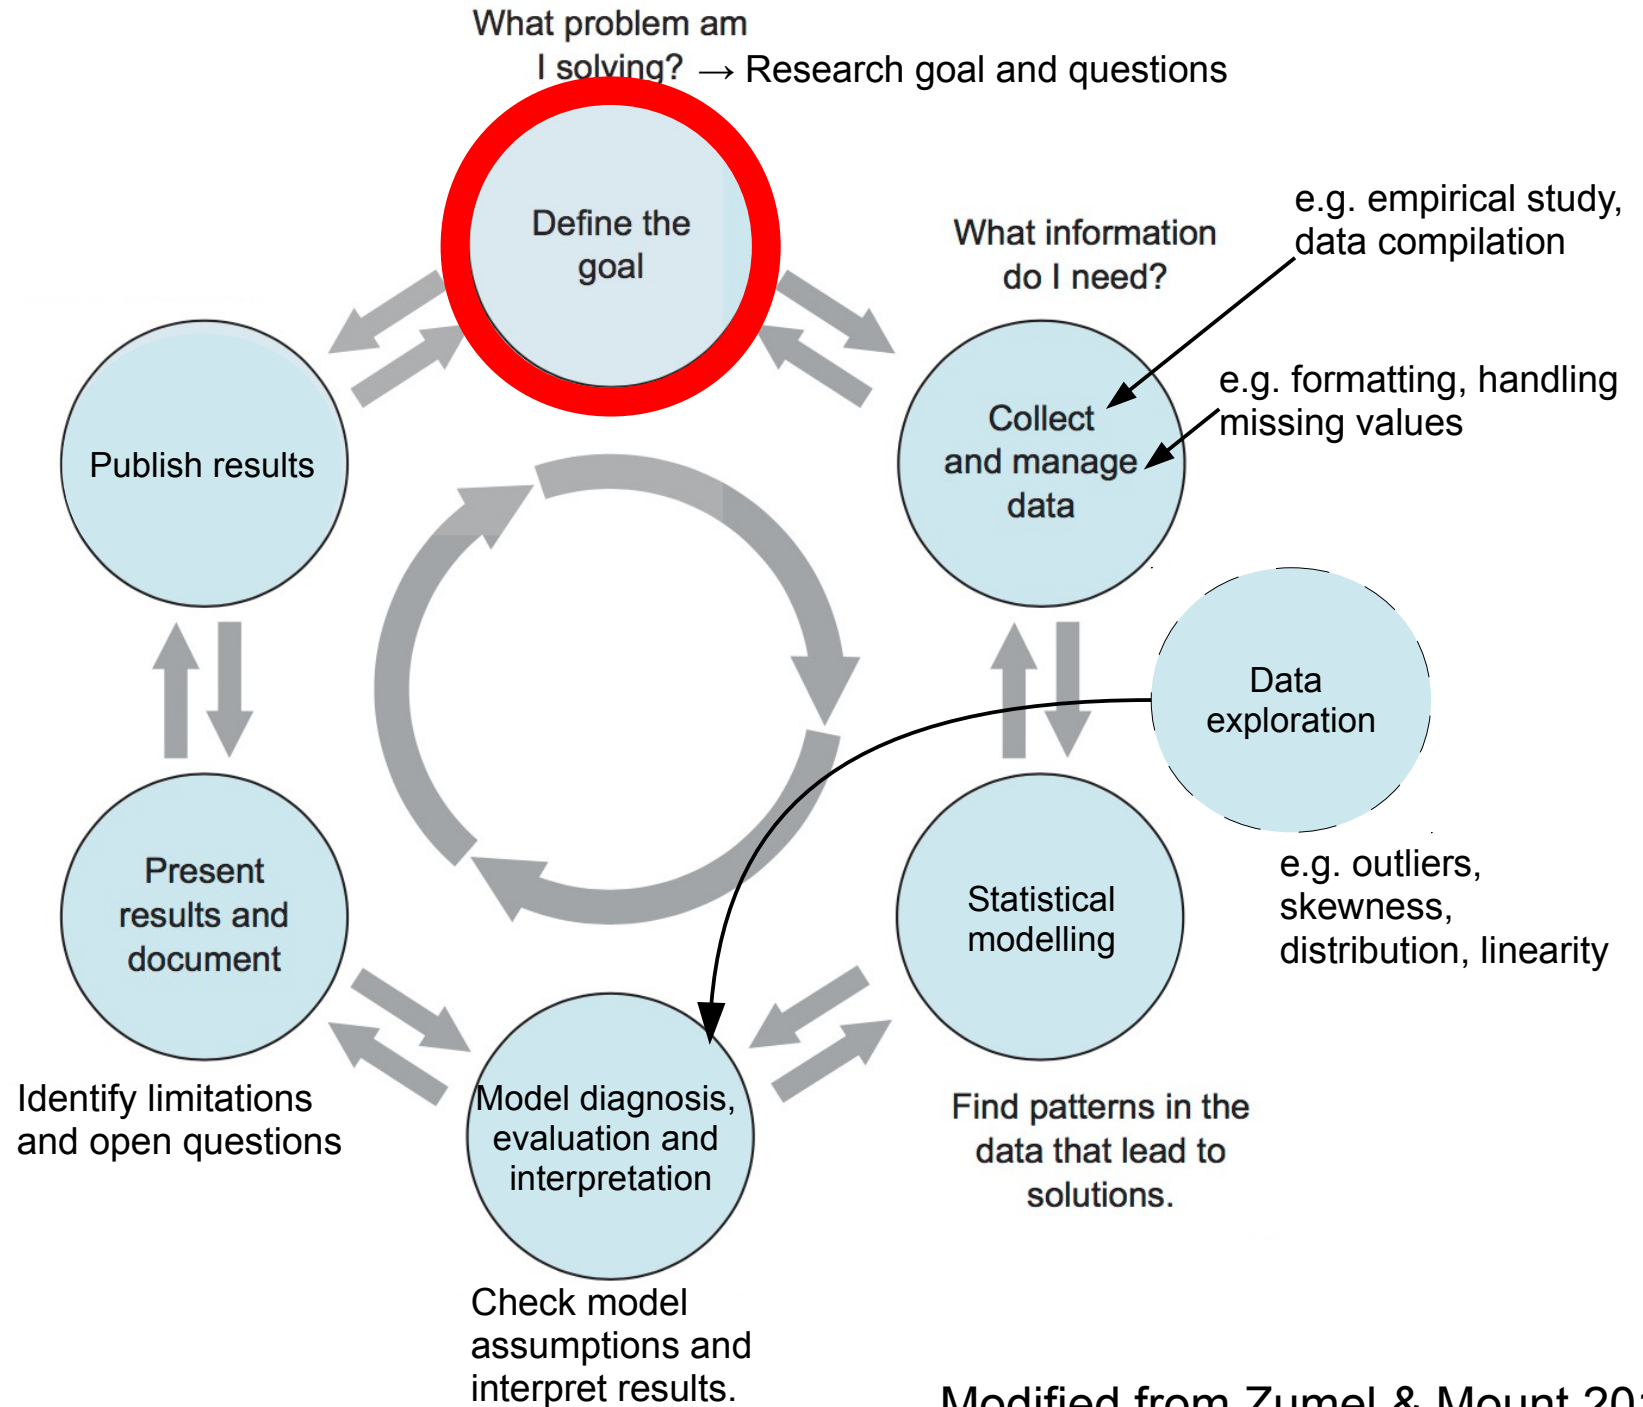 What problem am
I solving? → Research goal and questions
Define the
goal
e.g. empirical study,
data compilation
What information
do I need?
e.g. formatting, handling
missing values
Collect
and manage
data
Publish results
Data
exploration
e.g. outliers,
skewness,
distribution, linearity
Statistical
modelling
Find patterns in the
data that lead to
solutions.
Present
results and
document
Identify limitations
and open questions
Model diagnosis,
evaluation and
interpretation
Check model
assumptions and
interpret results.
Modified from Zumel & Mount